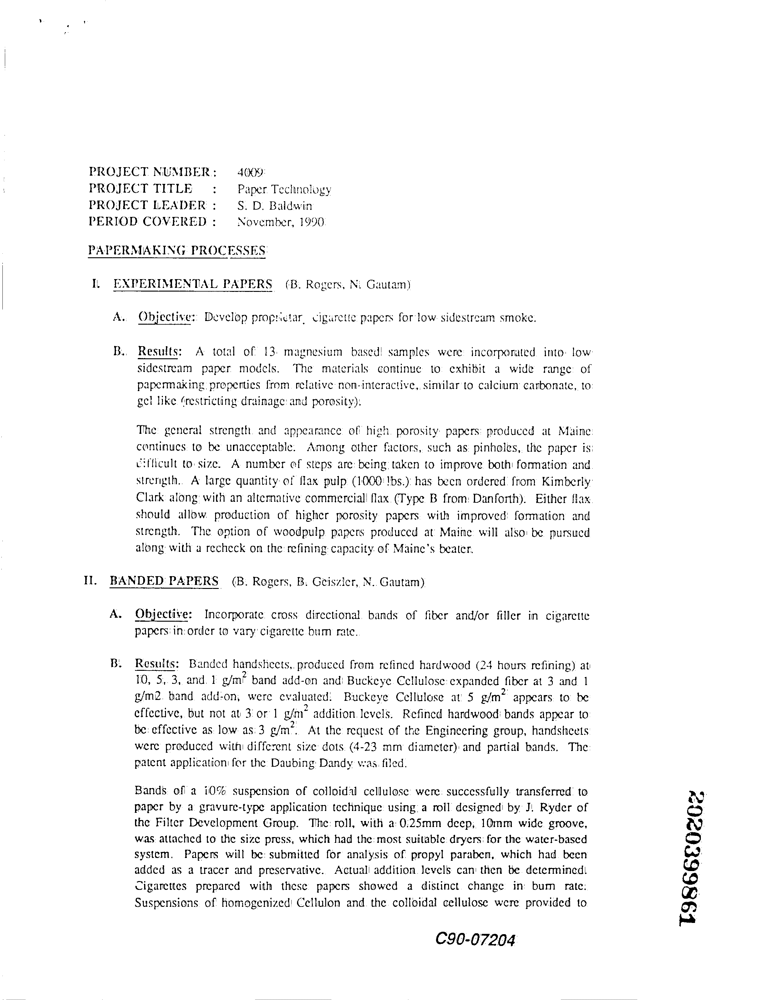 PROJECT NUMBER : 4009
PROJECT TITLE : Paper Technology
PROJECT LEADER : S. D. Baldwin
PERIOD COVERED : November, 1990
PAPERMAKING PROCESSES
I. EXPERIMENTAL PAPERS (B. Rogers, N. Gautam)
A. Objective: Develop proprietary cigarette papers for low sidestream smoke.
B. Results: A total of 13 magnesium based samples were incorporated into low
sidestream paper models. The materials continue to exhibit a wide range of
papermaking properties from relative non-interactive, similar to calcium carbonate, to
gel like (restricting drainage and porosity).
The general strength and appearance of high porosity papers produced at Maine
continues to be unacceptable. Among other factors, such as pinholes, the paper is
difficult to size. A number of steps are being taken to improve both formation and
strength. A large quantity of flax pulp (1000 lbs.) has been ordered from Kimberly
Clark along with an alternative commercial flax (Type B from Danforth). Either flax
should allow production of higher porosity papers with improved formation and
strength. The option of woodpulp papers produced at Maine will also be pursued
along with a recheck on the refining capacity of Maine's beater.
II. BANDED PAPERS (B. Rogers, B. Geiszler, N. Gautam)
A. Objective: Incorporate cross directional bands of fiber and/or filler in cigarette
papers in order to vary cigarette burn rate.
B. Results: Banded handsheets, produced from refined hardwood (24 hours refining) at
10, 5, 3, and 1 g/m² band add-on and Buckeye Cellulose expanded fiber at 3 and 1
g/m2 band add-on, were evaluated. Buckeye Cellulose at 5 g/m² appears to be
effective, but not at 3 or 1 g/m² addition levels. Refined hardwood bands appear to
be effective as low as 3 g/m². At the request of the Engineering group, handsheets
were produced with different size dots (4-23 mm diameter) and partial bands. The
patent application for the Daubing Dandy was filed.
Bands of a 10% suspension of colloidal cellulose were successfully transferred to
paper by a gravure-type application technique using a roll designed by J. Ryder of
the Filter Development Group. The roll, with a 0.25mm deep, 10mm wide groove,
was attached to the size press, which had the most suitable dryers for the water-based
system. Papers will be submitted for analysis of propyl paraben, which had been
added as a tracer and preservative. Actual addition levels can then be determined.
Cigarettes prepared with these papers showed a distinct change in burn rate.
Suspensions of homogenized Cellulon and the colloidal cellulose were provided to
C90-07204
2020399861